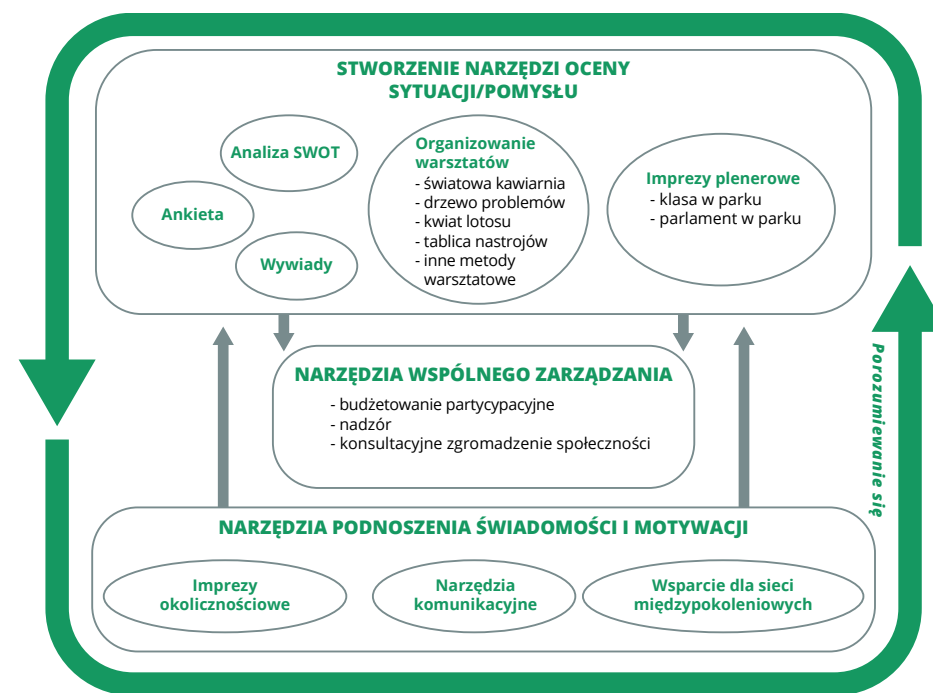 STWORZENIE NARZĘDZI OCENY
SYTUACJI/POMYSŁU
Analiza SWOT
Ankieta
Wywiady
Organizowanie
warsztatów
- światowa kawiarnia
- drzewo problemów
- kwiat lotosu
- tablica nastrojów
- inne metody
warsztatowe
Imprezy plenerowe
- klasa w parku
- parlament w parku
NARZĘDZIA WSPÓLNEGO ZARZĄDZANIA
- budżetowanie partycypacyjne
- nadzór
- konsultacyjne zgromadzenie społeczności
Porozumiewanie się
NARZĘDZIA PODNOSZENIA ŚWIADOMOŚCI I MOTYWACJI
Imprezy
okolicznościowe
Narzędzia
komunikacyjne
Wsparcie dla sieci
międzypokoleniowych